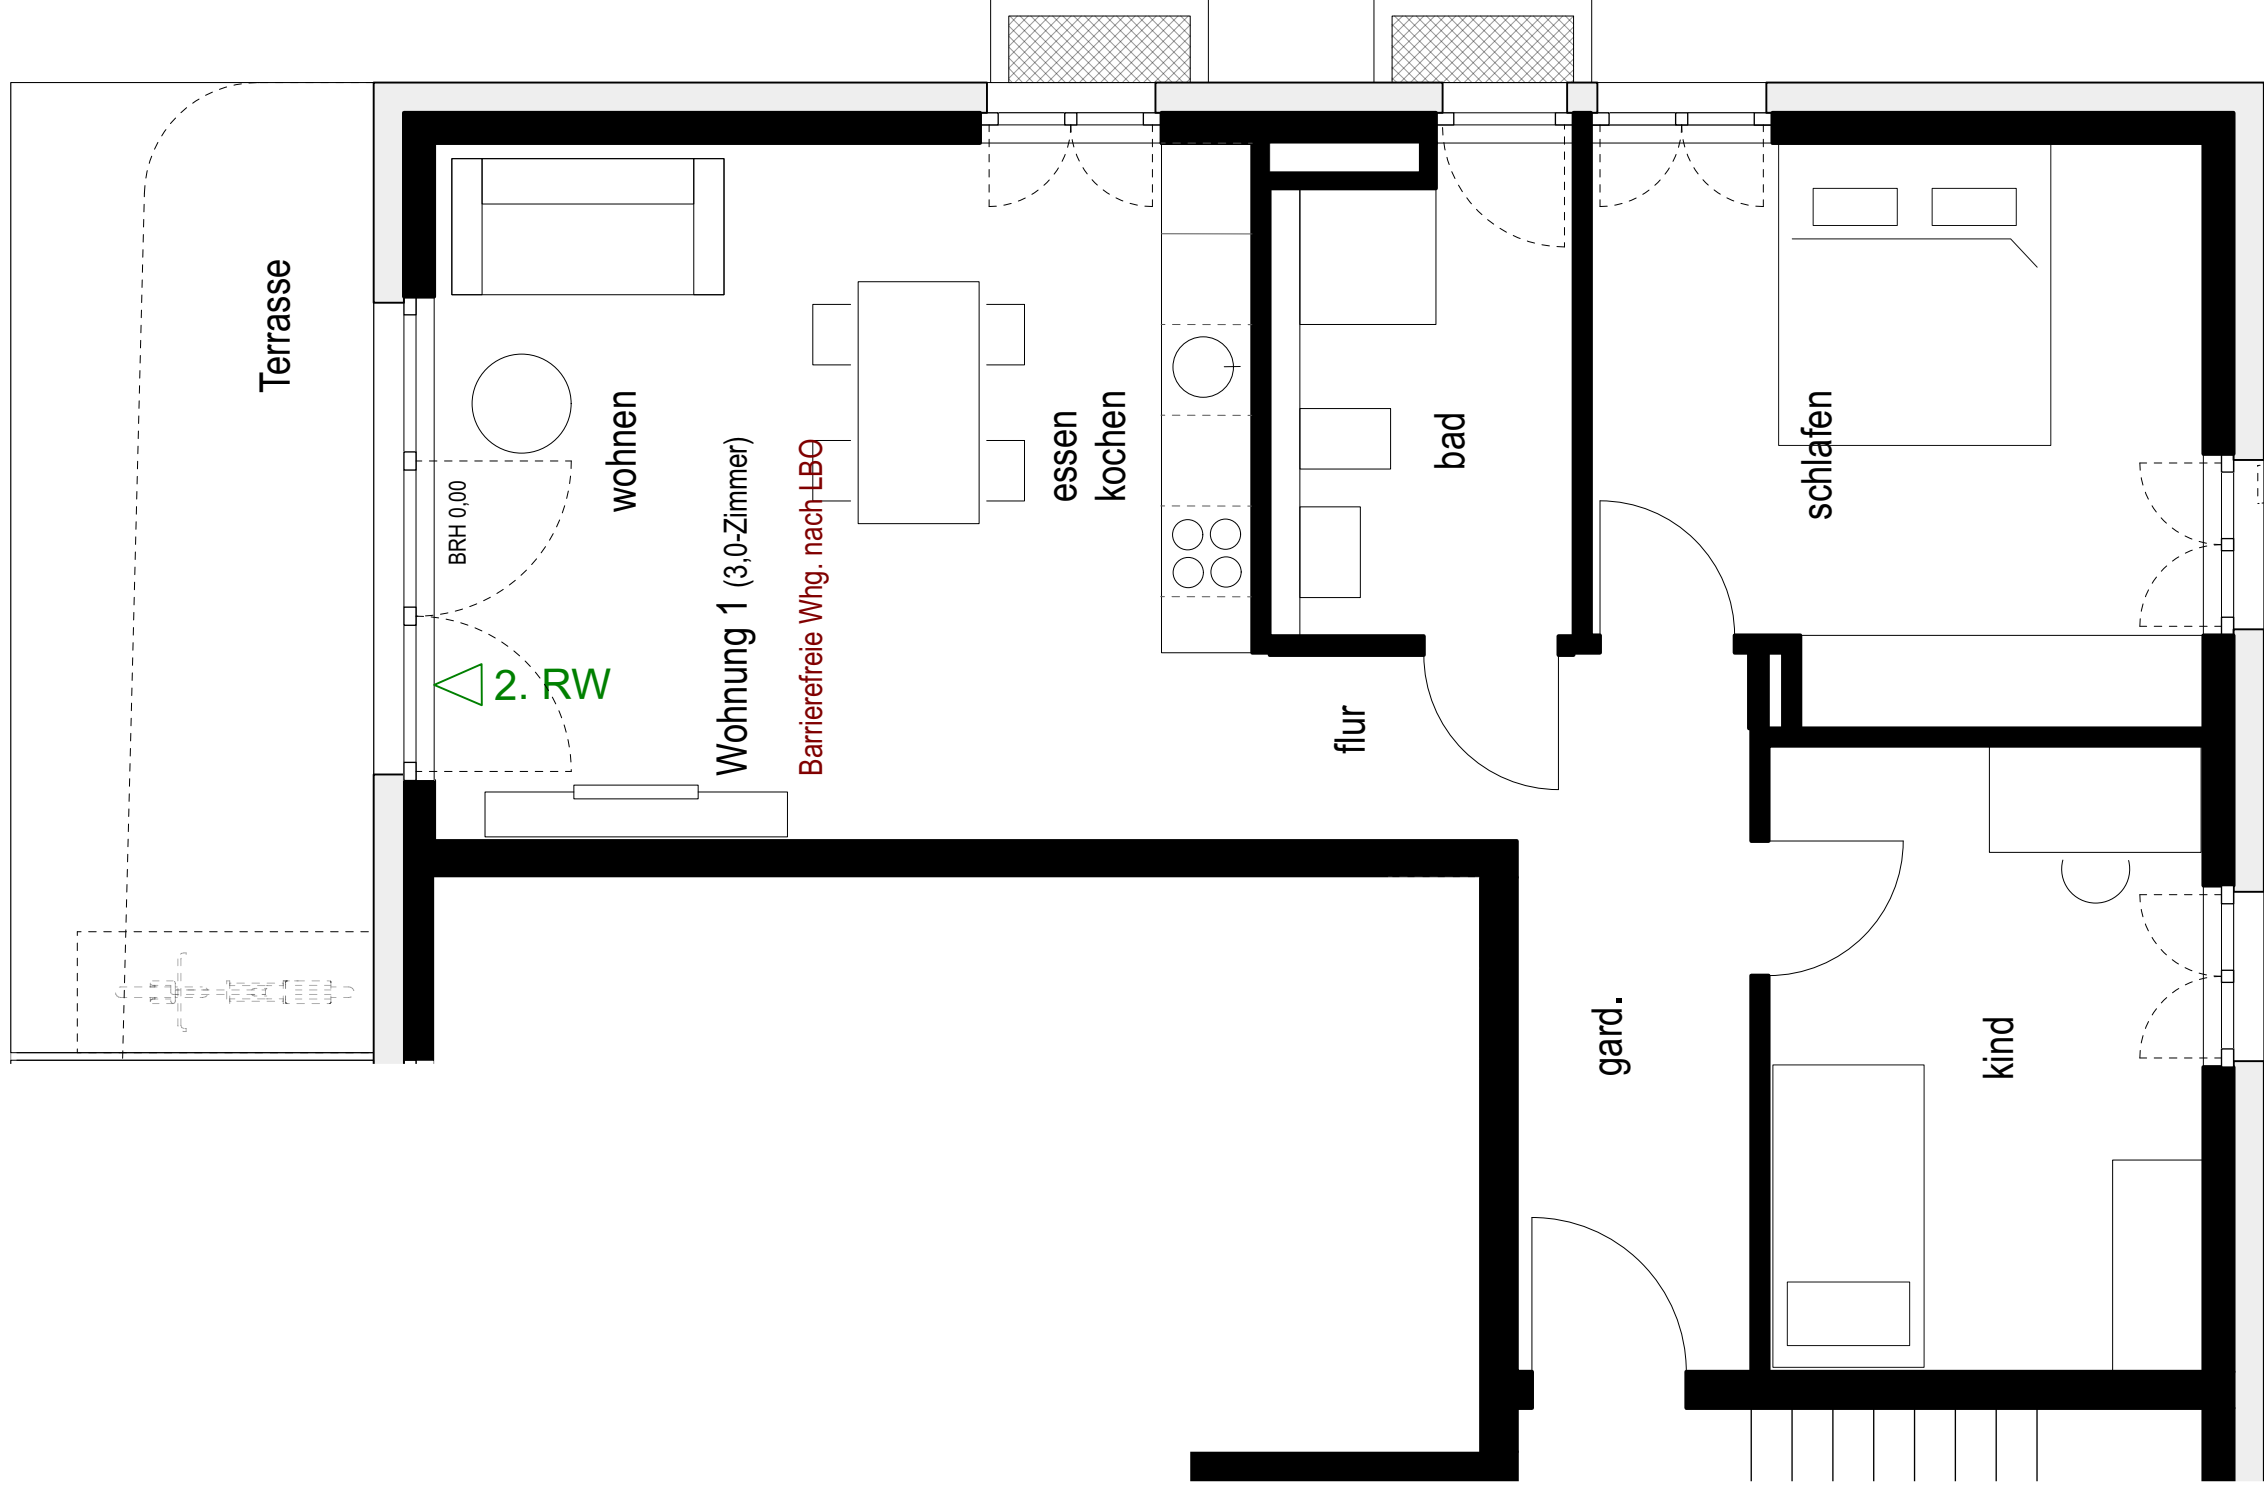 Terrasse
BRH 0,00
wohnen
2. RW
Wohnung 1 (3,0-Zimmer)
Barrierefreie Whg. nach LBO
essen
kochen
flur
bad
gard.
schlafen
kind